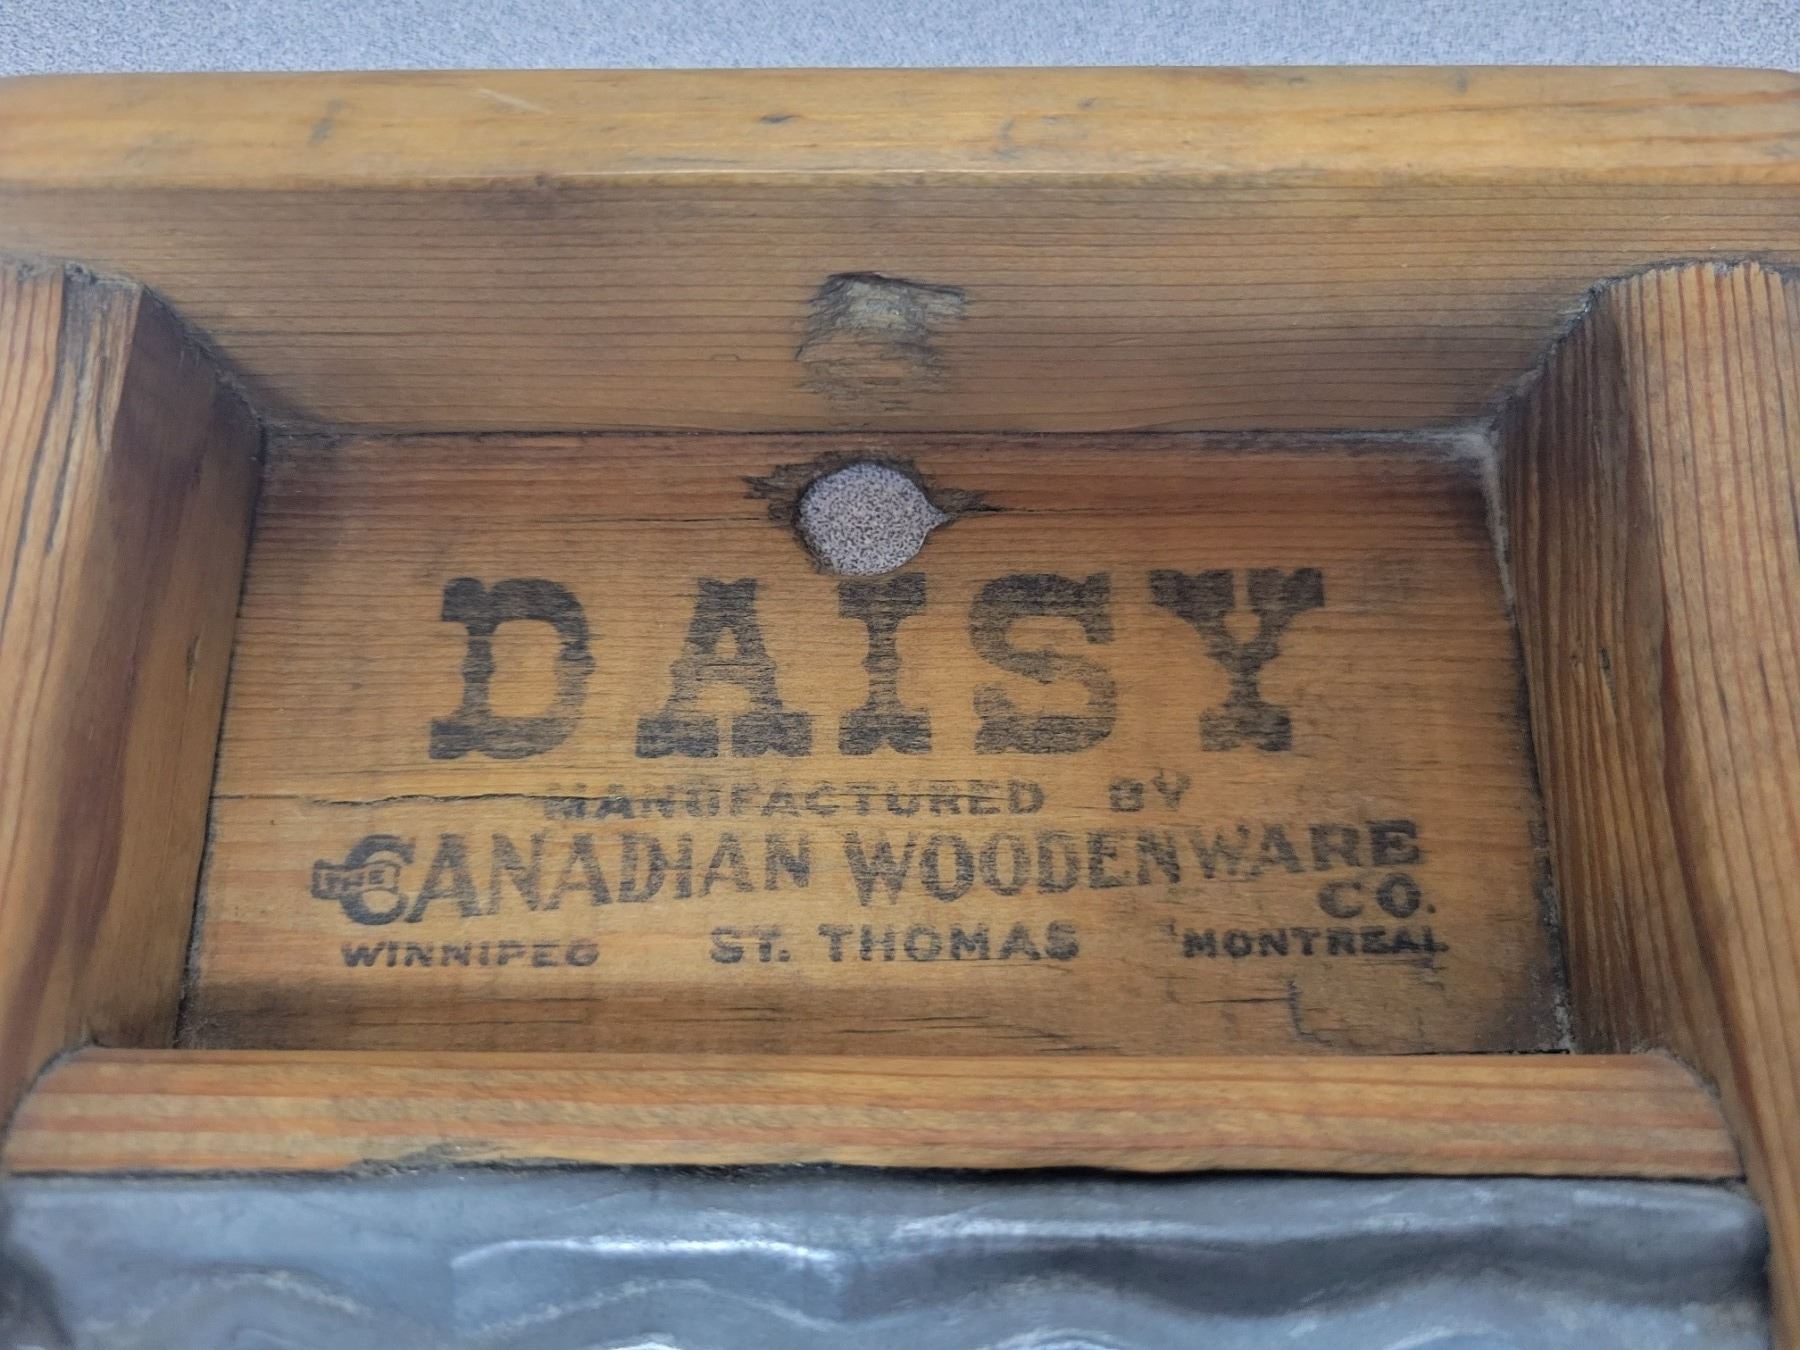 DAISY
MANUFACTURED BY
THE CANADIAN WOODENWARE
CO.
WINNIPEG ST. THOMAS MONTREAL